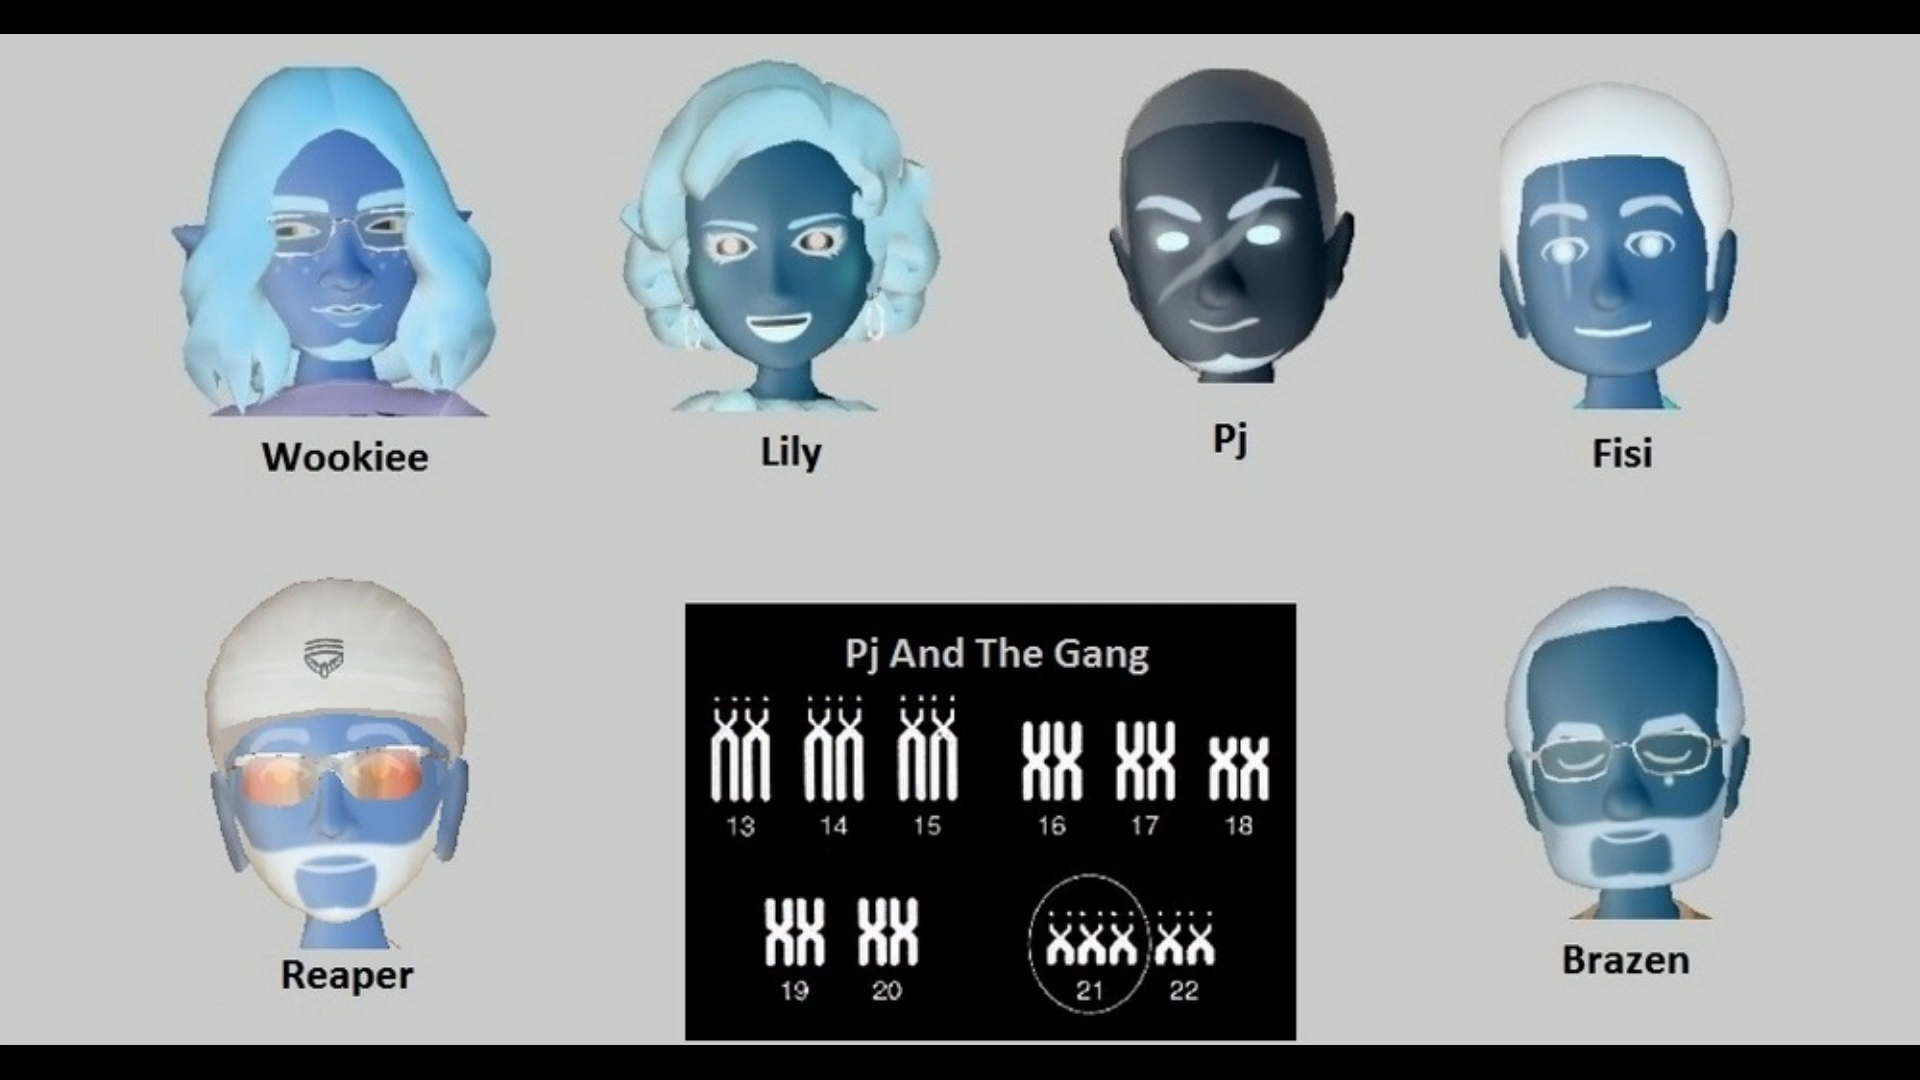 Wookiee
Lily
Pj
Fisi
Reaper
Pj And The Gang
13 14 15 16 17 18
19 20 21 22
Brazen